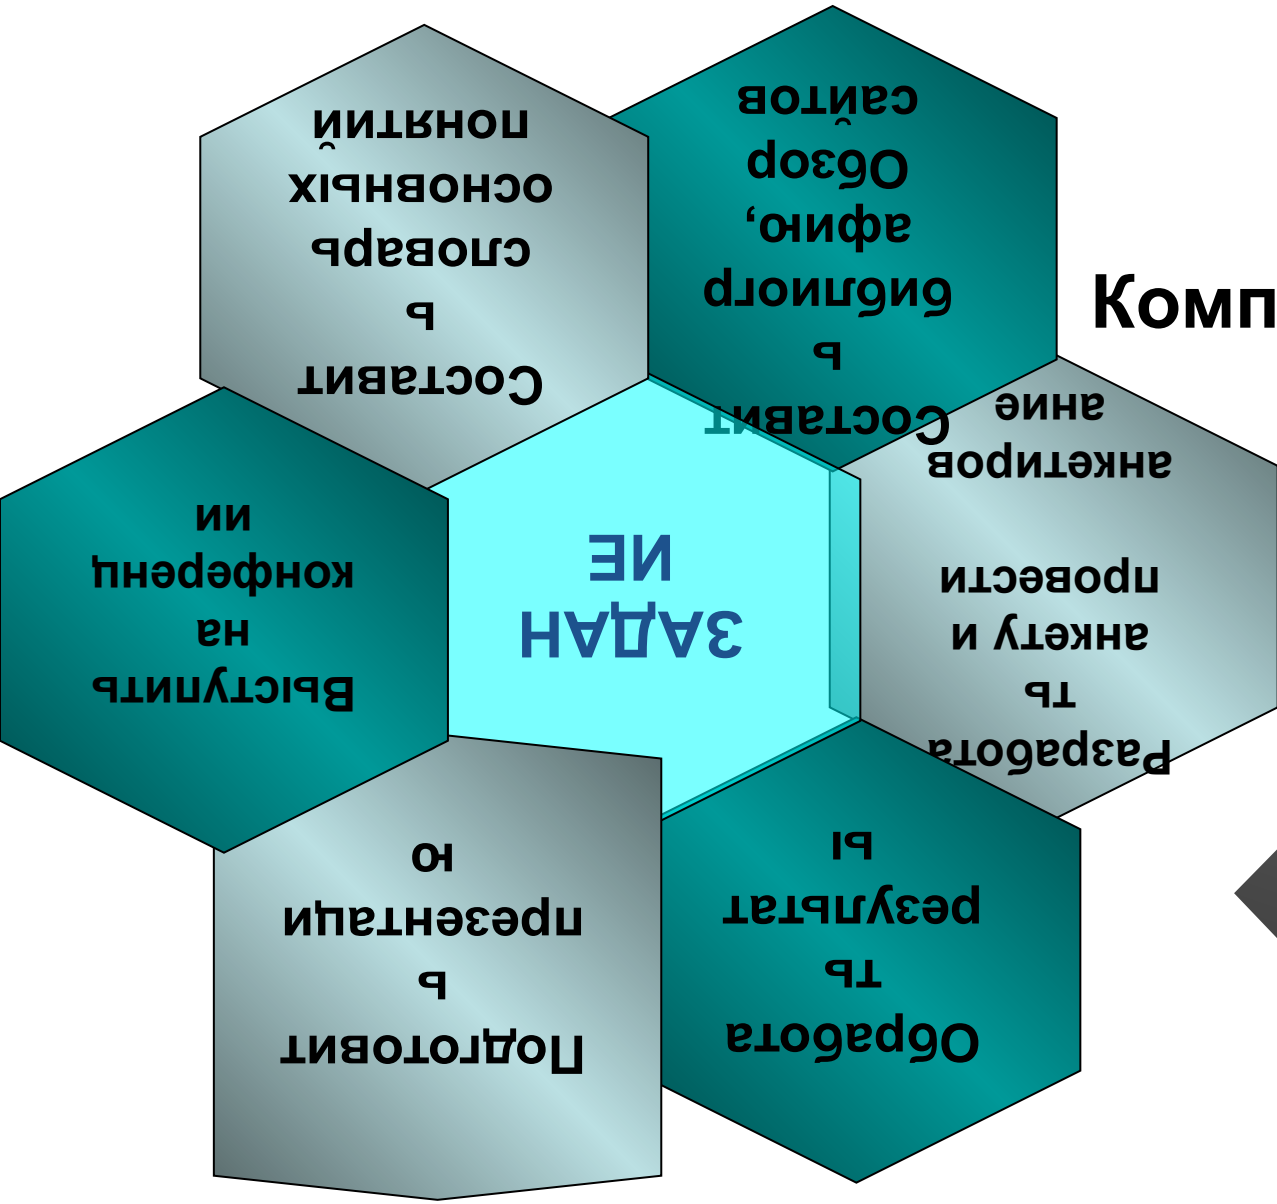 Составит
ь
словарь
основных
понятий
Составит
ь
библиогр
афию,
Обзор
сайтов
Комп
Разработа
ть
анкету и
провести
анкетиров
ание
ЗАДАН
ИЕ
Выступить
на
конференц
ии
Подготовит
ь
презентаци
ю
Обработа
ть
результат
ы